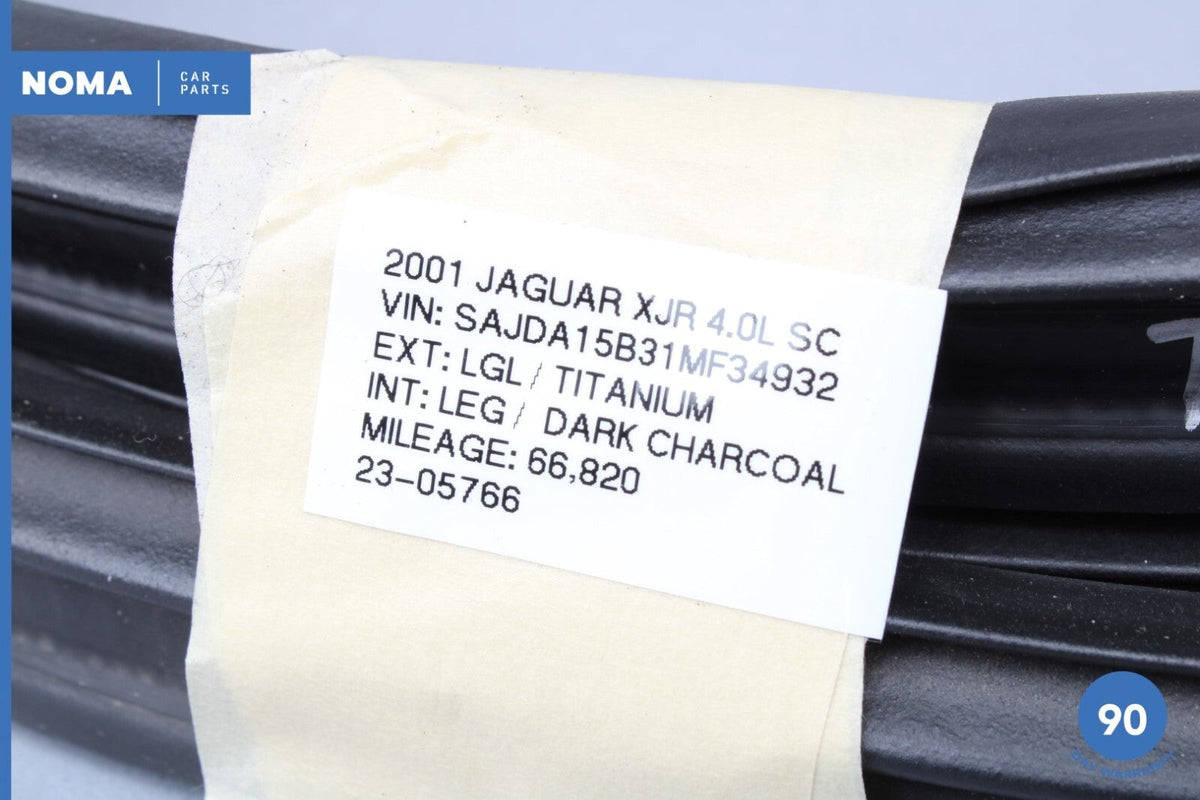 NOMA
CAR
PARTS
2001 JAGUAR XJR 4.0L SC
VIN: SAJDA15B31MF34932
EXT: LGL / TITANIUM
INT: LEG / DARK CHARCOAL
MILEAGE: 66,820
23-05766
90